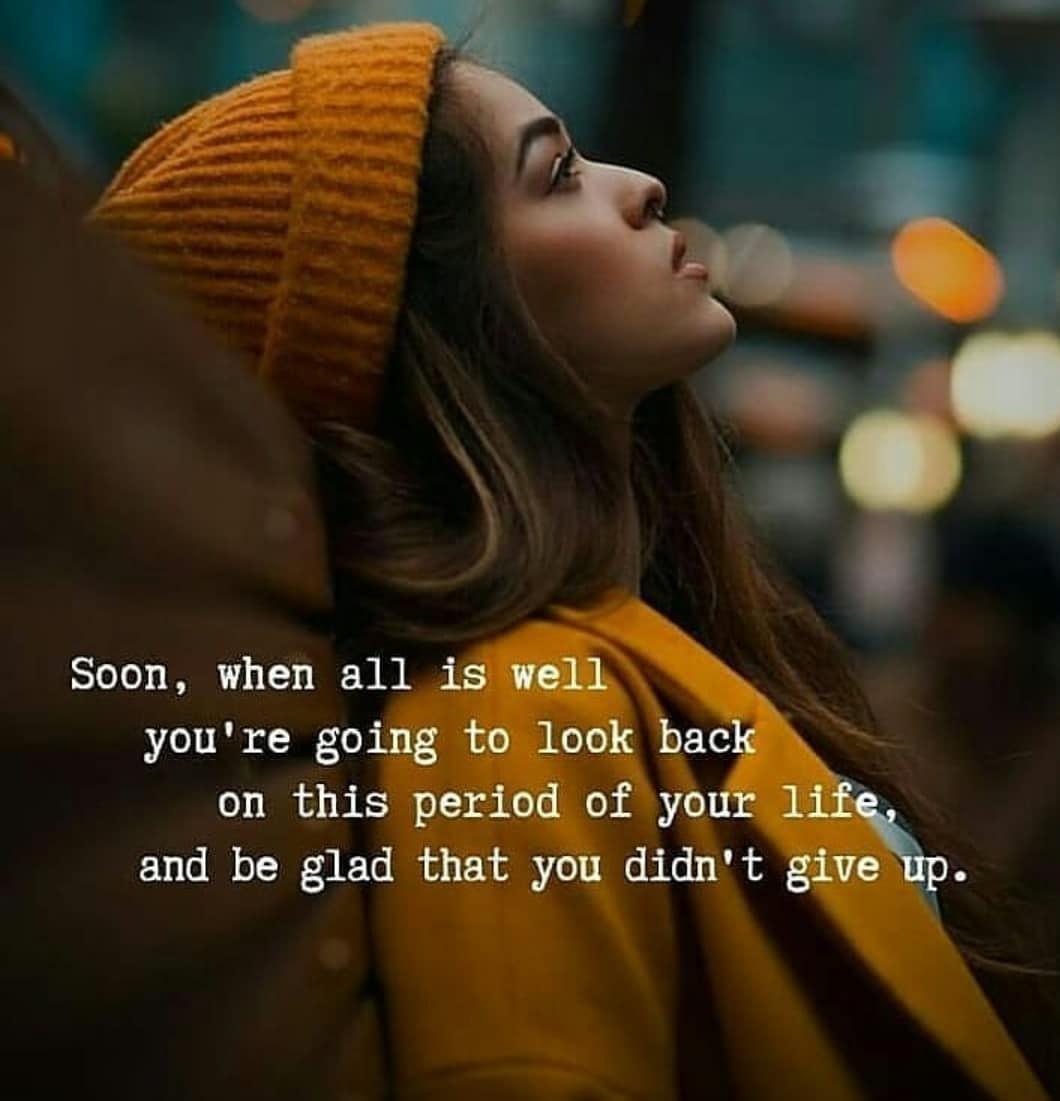 Soon, when all is well
you're going to look back
on this period of your life,
and be glad that you didn't give up.